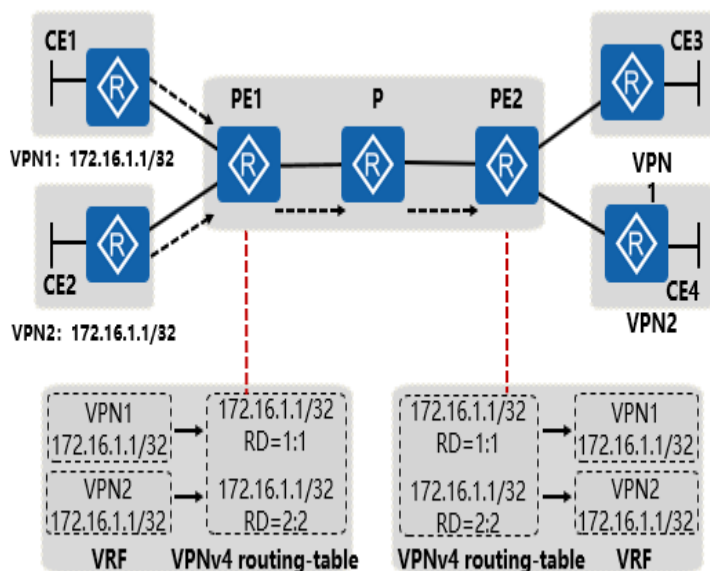 CE1
PE1
P
PE2
CE3
R
R
R
R
R
VPN1: 172.16.1.1/32
VPN
1
R
R
CE2
CE4
VPN2: 172.16.1.1/32
VPN2
VPN1
172.16.1.1/32
VPN2
172.16.1.1/32
VRF
172.16.1.1/32
RD=1:1
172.16.1.1/32
RD=2:2
VPNv4 routing-table
172.16.1.1/32
RD=1:1
172.16.1.1/32
RD=2:2
VPNv4 routing-table
VPN1
172.16.1.1/32
VPN2
172.16.1.1/32
VRF